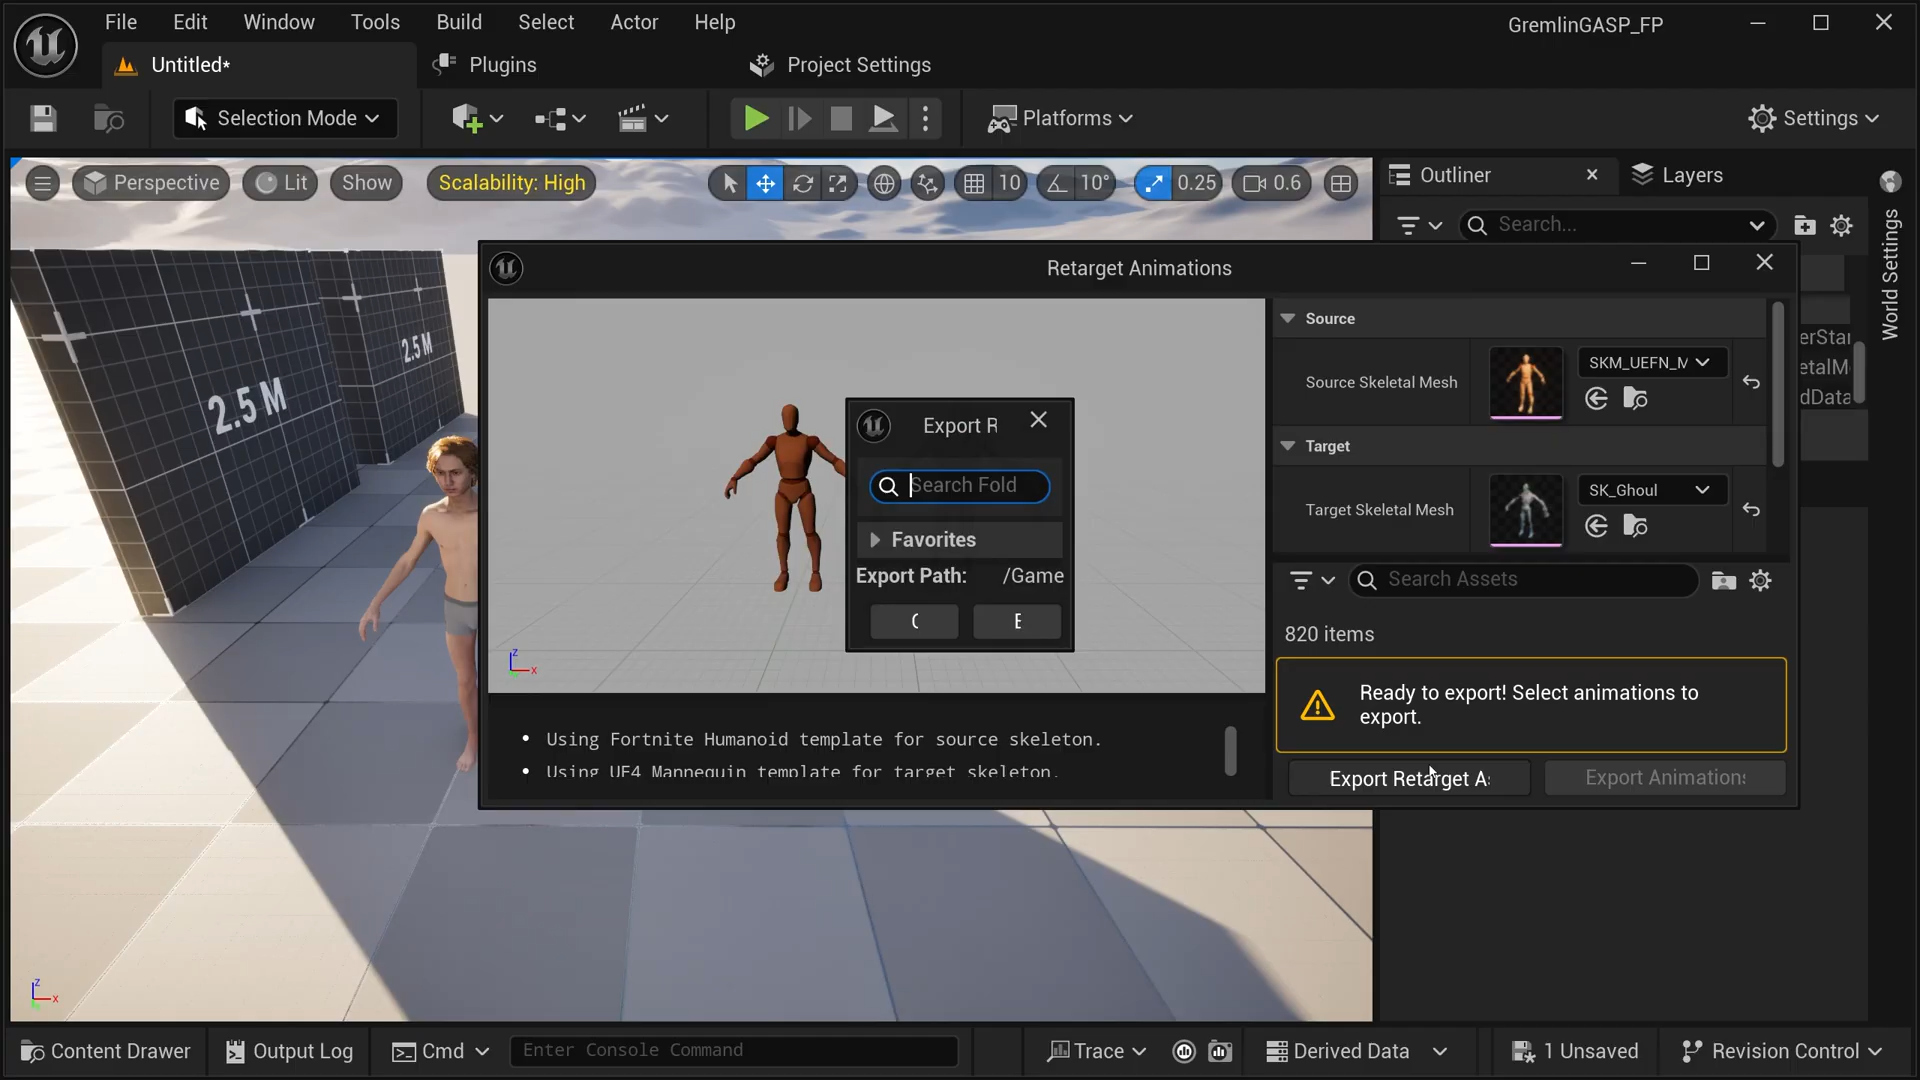 File Edit Window Tools Build Select Actor Help
GremlinGASP_FP
Untitled*
Plugins
Project Settings
Selection Mode
Platforms
Settings
Perspective
Lit
Show
Scalability: High
10
10°
0.25
0.6
Outliner
Layers
Search...
World Settings
2.5 M
2.5 M
Retarget Animations
Source
Source Skeletal Mesh
SKM_UEFN_M
Target
Target Skeletal Mesh
SK_Ghoul
Export R
Search Fold
Favorites
Export Path: /Game
C
E
Search Assets
820 items
Ready to export! Select animations to
export.
• Using Fortnite Humanoid template for source skeleton.
• Using UE4 Mannequin template for target skeleton.
Export Retarget As
Export Animations
erStar
etalM
dData
Content Drawer
Output Log
Cmd
Enter Console Command
Trace
Derived Data
1 Unsaved
Revision Control